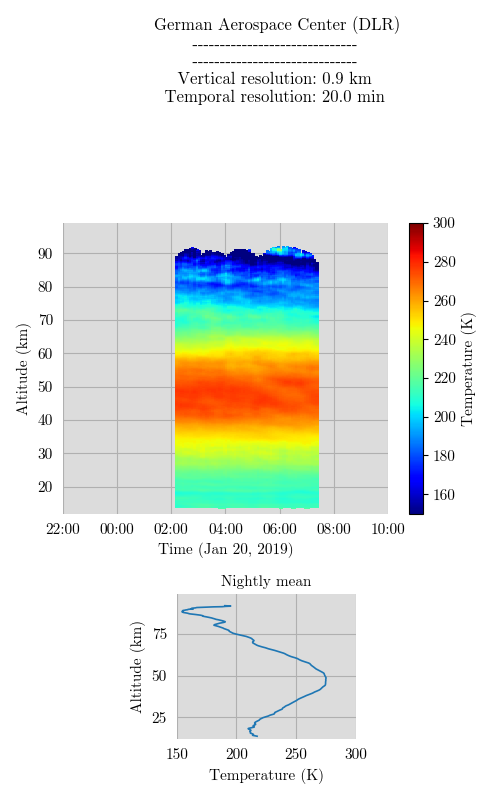 German Aerospace Center (DLR)
------------------------------
------------------------------
Vertical resolution: 0.9 km
Temporal resolution: 20.0 min
90
80
70
60
50
40
30
20
Altitude (km)
22:00 00:00 02:00 04:00 06:00 08:00 10:00
Time (Jan 20, 2019)
300
280
260
240
220
200
180
160
Temperature (K)
Nightly mean
75
50
25
Altitude (km)
150 200 250 300
Temperature (K)